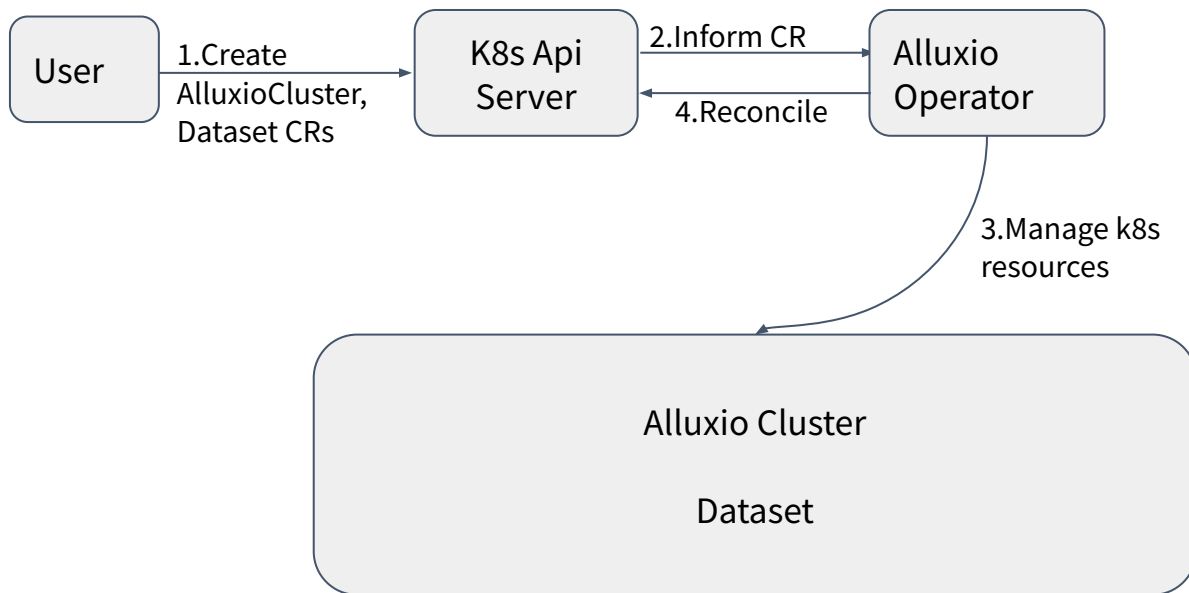 User
1.Create
AlluxioCluster,
Dataset CRs
K8s Api
Server
2.Inform CR
4.Reconcile
Alluxio
Operator
3.Manage k8s
resources
Alluxio Cluster
Dataset